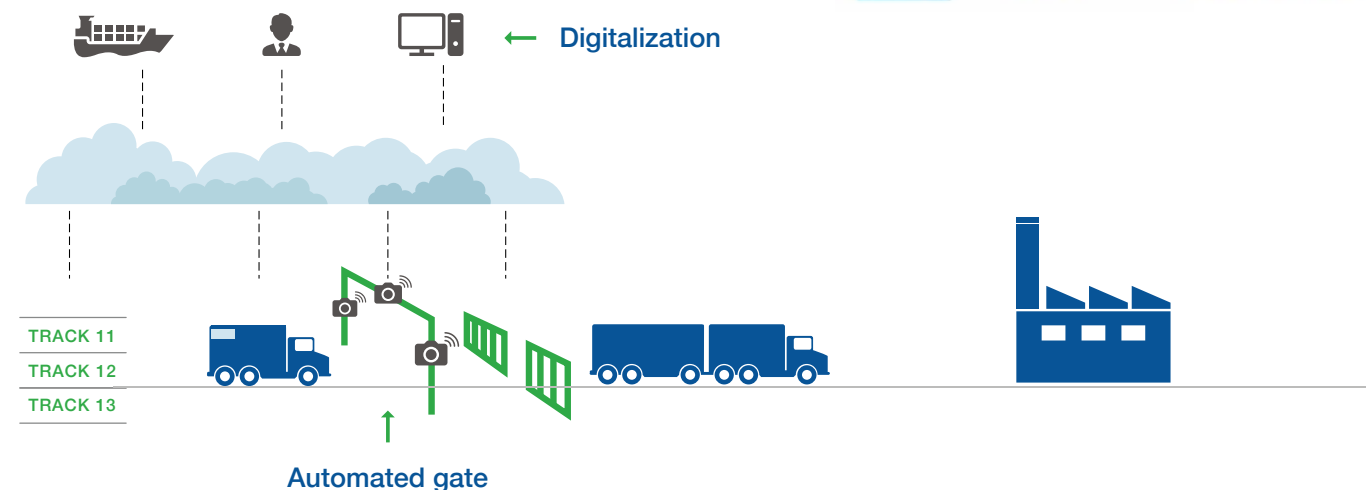 Digitalization
TRACK 11
TRACK 12
TRACK 13
Automated gate